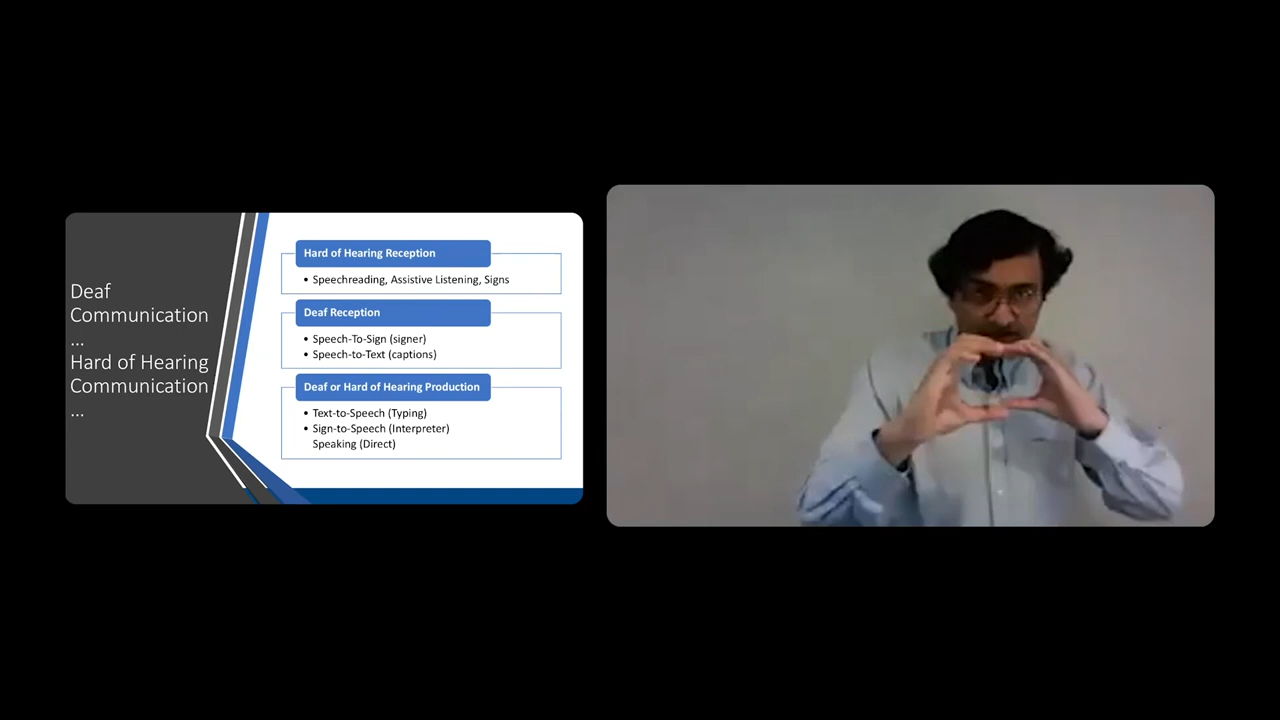 Deaf
Communication
...
Hard of Hearing
Communication
...
Hard of Hearing Reception
• Speechreading, Assistive Listening, Signs
Deaf Reception
• Speech-To-Sign (signer)
• Speech-to-Text (captions)
Deaf or Hard of Hearing Production
• Text-to-Speech (Typing)
• Sign-to-Speech (Interpreter)
Speaking (Direct)